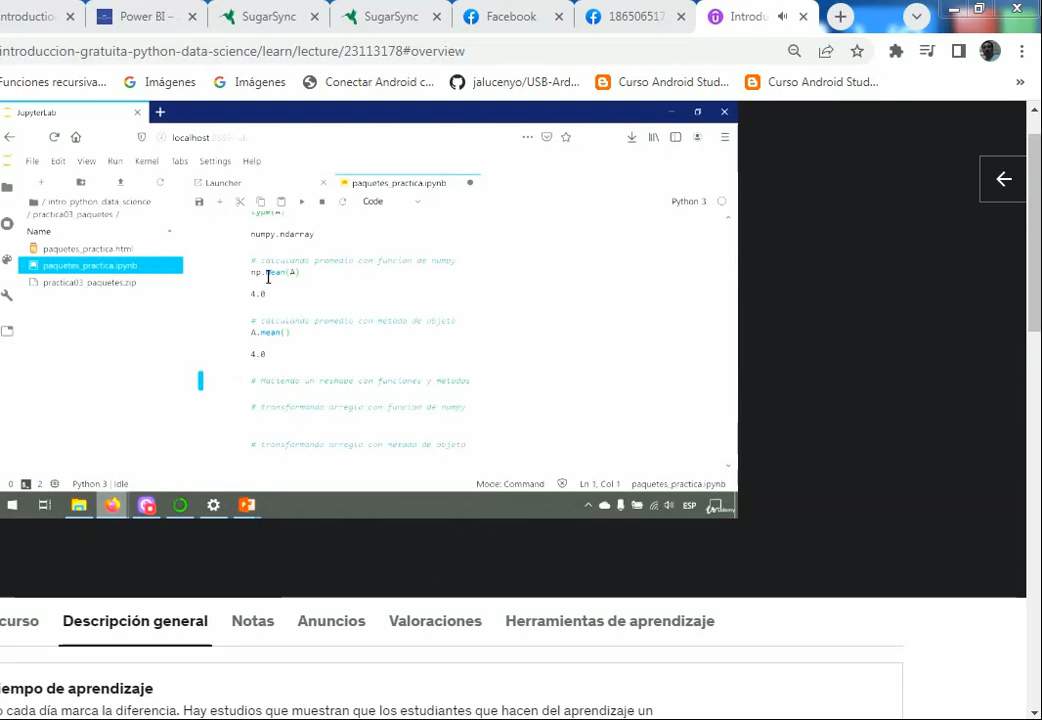 ion
Power BI –
SugarSync
SugarSync
Facebook
186506517
Introdu
introduccion-gratuita-python-data-science/learn/lecture/23113178#overview
Funciones recursiva...
Imágenes
Imágenes
Conectar Android c...
jalucenyo/USB-Ard...
Curso Android Stud...
Curso Android Stud...
»
JupyterLab
localhost
File Edit View Run Kernel Tabs Settings Help
Launcher
paquetes_practica.ipynb
/ intro_python_data_science
/ practica03_paquetes /
Code
Python 3
Name
paquetes_practica.html
paquetes_practica.ipynb
practica03_paquetes.zip
type(A)
numpy.ndarray
# calculando promedio con funcion de numpy
np.mean(A)
4.0
# calculando promedio con metodo de objeto
A.mean()
4.0
# Haciendo un reshape con funciones y metodos
# transformando arreglo con funcion de numpy
# transformando arreglo con metodo de objeto
0
2
Python 3 | Idle
Mode: Command
Ln 1, Col 1
paquetes_practica.ipynb
ESP
Udemy
curso
Descripción general
Notas
Anuncios
Valoraciones
Herramientas de aprendizaje
iempo de aprendizaje
o cada día marca la diferencia. Hay estudios que muestran que los estudiantes que hacen del aprendizaje un